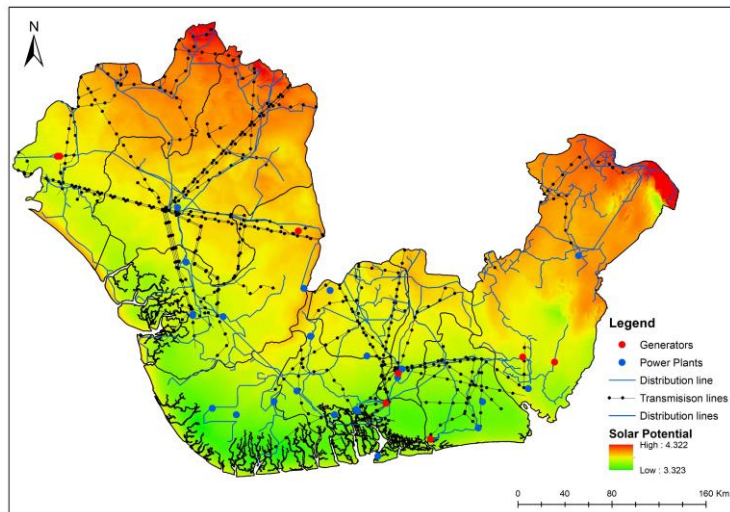 N
Legend
Generators
Power Plants
Distribution line
Transmisison lines
Distribution lines
Solar Potential
High : 4.322
Low : 3.323
0 40 80 160 Km